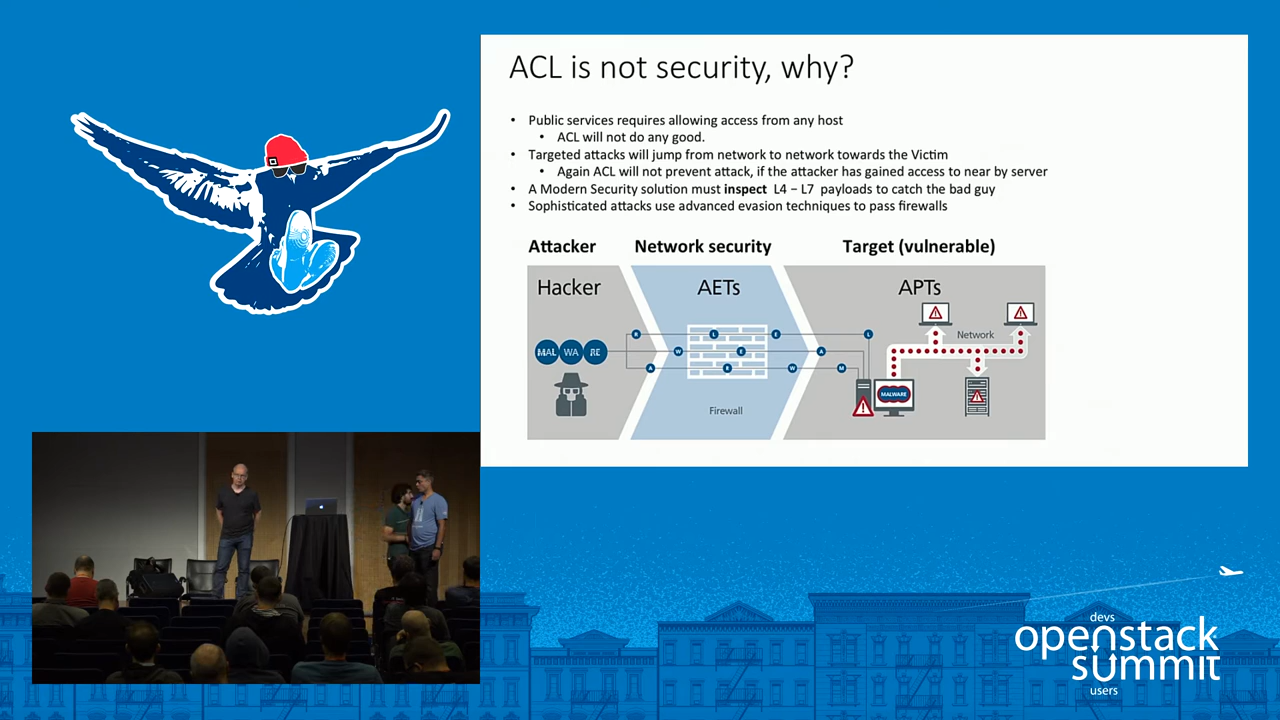 ACL is not security, why?
• Public services requires allowing access from any host
• ACL will not do any good.
• Targeted attacks will jump from network to network towards the Victim
• Again ACL will not prevent attack, if the attacker has gained access to near by server
• A Modern Security solution must inspect L4 – L7 payloads to catch the bad guy
• Sophisticated attacks use advanced evasion techniques to pass firewalls
Attacker Network security Target (vulnerable)
Hacker AETs APTs
Network
R L E L
MAL WA RE W F A
A E W M
MALWARE
Firewall
devs
openstack
summit
users